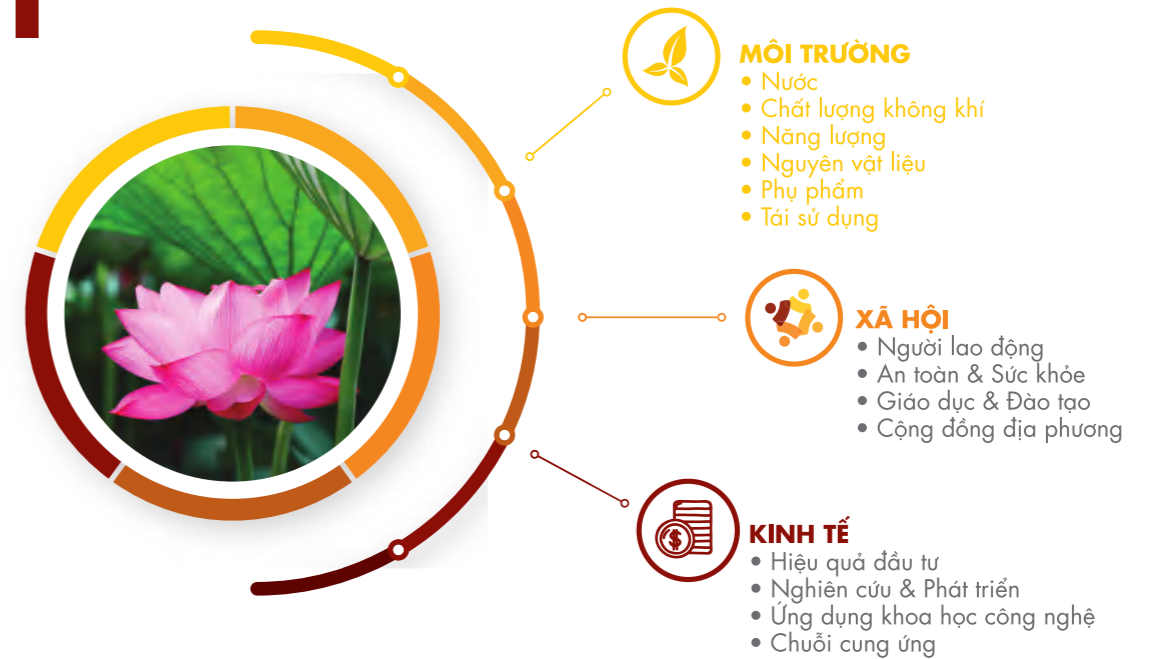 MÔI TRƯỜNG
• Nước
• Chất lượng không khí
• Năng lượng
• Nguyên vật liệu
• Phụ phẩm
• Tái sử dụng
XÃ HỘI
• Người lao động
• An toàn & Sức khỏe
• Giáo dục & Đào tạo
• Cộng đồng địa phương
$
KINH TẾ
• Hiệu quả đầu tư
• Nghiên cứu & Phát triển
• Ứng dụng khoa học công nghệ
• Chuỗi cung ứng